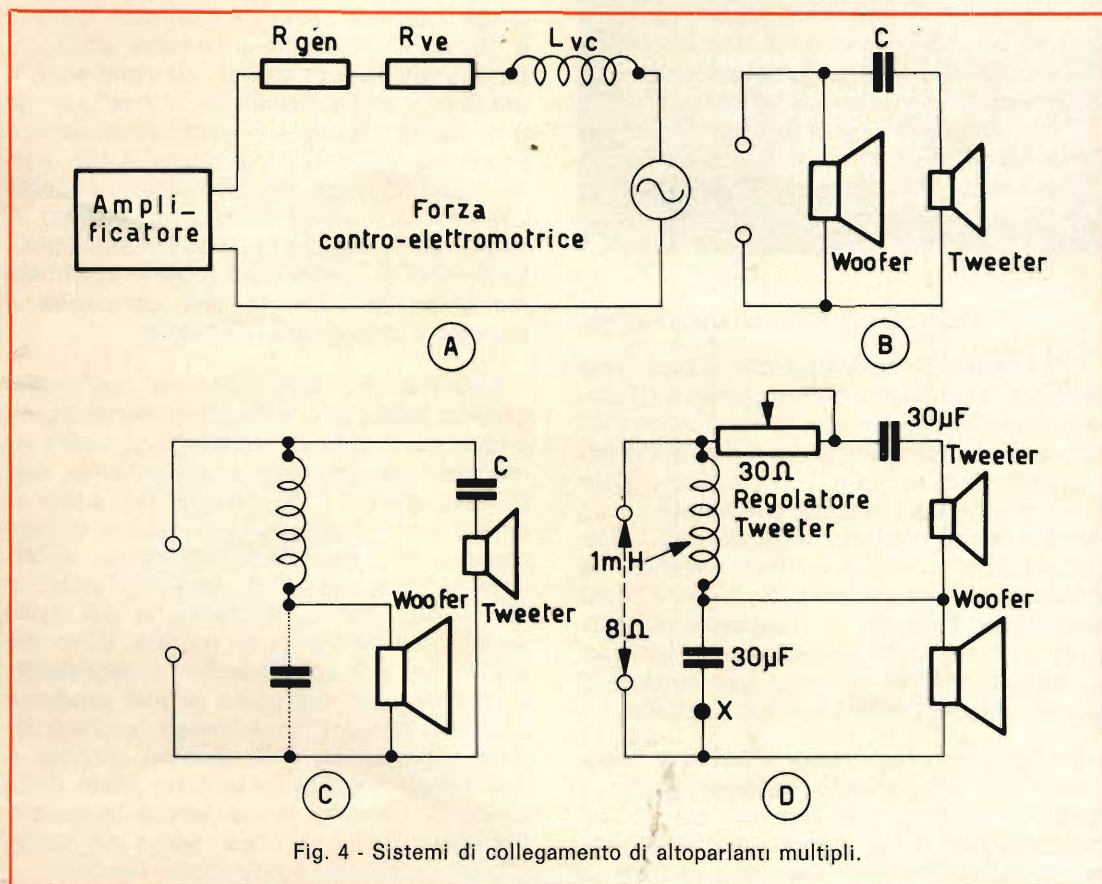 R gen
R ve
L vc
Ampli_
ficatore
Forza
contro-elettromotrice
A
C
Woofer
Tweeter
B
C
Woofer
Tweeter
C
30µF
Tweeter
30Ω
Regolatore
Tweeter
1mH
Woofer
8Ω
30µF
X
D
Fig. 4 - Sistemi di collegamento di altoparlanti multipli.